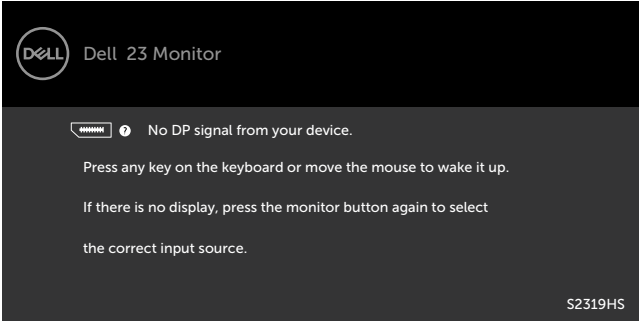 DELL
Dell 23 Monitor
? No DP signal from your device.
Press any key on the keyboard or move the mouse to wake it up.
If there is no display, press the monitor button again to select
the correct input source.
S2319HS